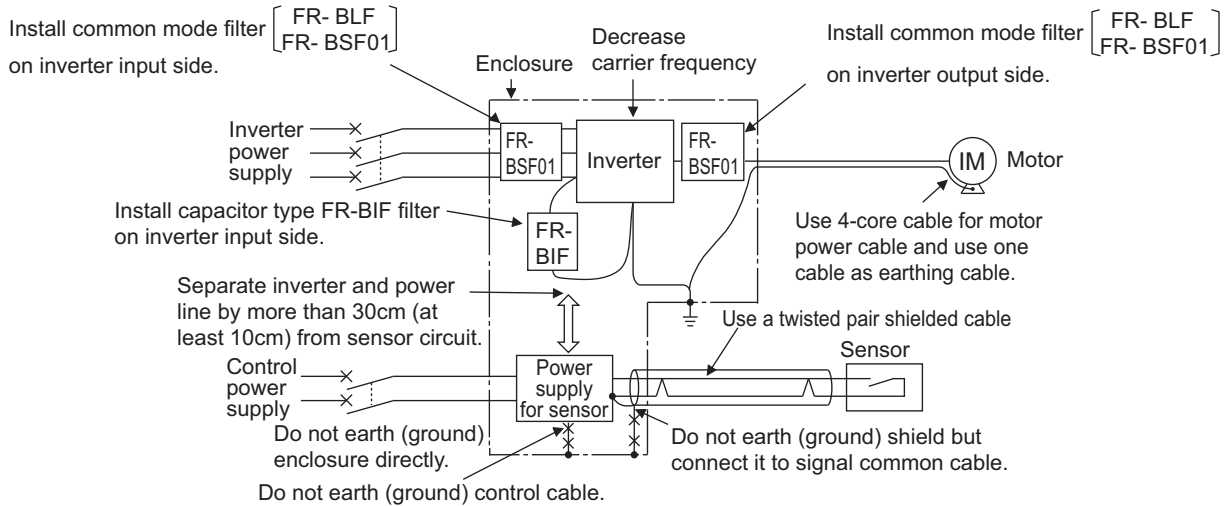 Install common mode filter
FR- BLF
FR- BSF01
on inverter input side.
Decrease
carrier frequency
Install common mode filter
FR- BLF
FR- BSF01
on inverter output side.
Enclosure
Inverter
power
supply
FR-
BSF01
Inverter
FR-
BSF01
IM
Motor
Install capacitor type FR-BIF filter
on inverter input side.
FR-
BIF
Use 4-core cable for motor
power cable and use one
cable as earthing cable.
Separate inverter and power
line by more than 30cm (at
least 10cm) from sensor circuit.
Use a twisted pair shielded cable
Sensor
Control
power
supply
Power
supply
for sensor
Do not earth (ground)
enclosure directly.
Do not earth (ground) shield but
connect it to signal common cable.
Do not earth (ground) control cable.